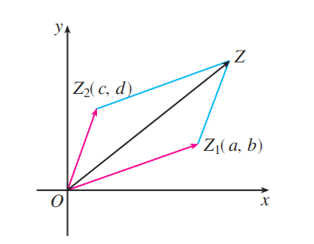 y
Z
Z₂(c, d)
Z₁(a, b)
O
x